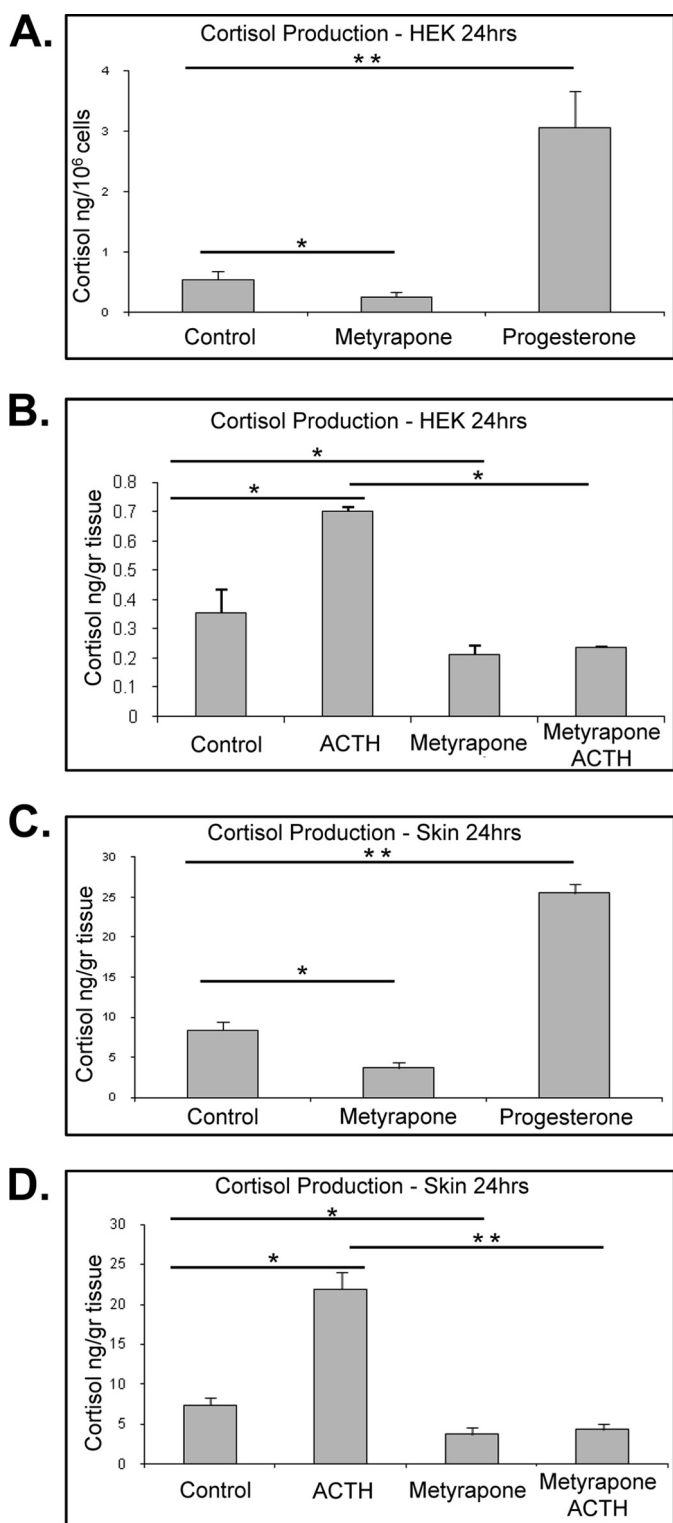 A.
Cortisol Production - HEK 24hrs
**
4
3
2
1
0
*
Cortisol ng/10⁶ cells
Control Metyrapone Progesterone
B.
Cortisol Production - HEK 24hrs
*
* *
0.8
0.7
0.6
0.5
0.4
0.3
0.2
0.1
0
Cortisol ng/gr tissue
Control ACTH Metyrapone Metyrapone
ACTH
C.
Cortisol Production - Skin 24hrs
**
30
25
20
15
10
5
0
*
Cortisol ng/gr tissue
Control Metyrapone Progesterone
D.
Cortisol Production - Skin 24hrs
*
* **
30
25
20
15
10
5
0
Cortisol ng/gr tissue
Control ACTH Metyrapone Metyrapone
ACTH